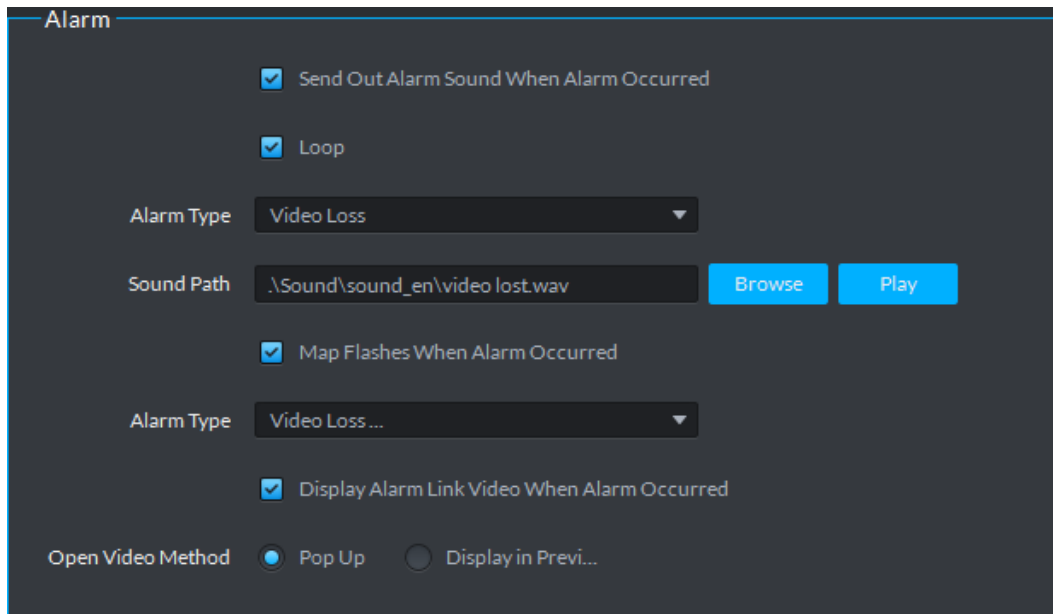 Alarm
Send Out Alarm Sound When Alarm Occurred
Loop
Alarm Type Video Loss
Sound Path .\Sound\sound_en\video lost.wav Browse Play
Map Flashes When Alarm Occurred
Alarm Type Video Loss ...
Display Alarm Link Video When Alarm Occurred
Open Video Method Pop Up Display in Previ...